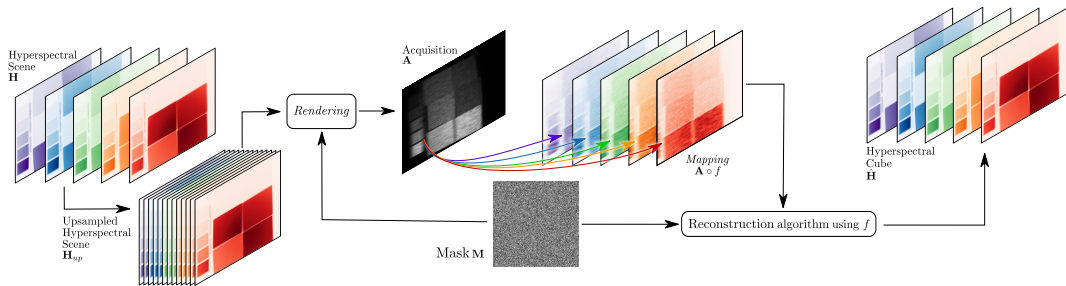 Hyperspectral
Scene
H
Upsampled
Hyperspectral
Scene
H_up
Rendering
Acquisition
A
Mapping
A ∘ f
Mask M
Reconstruction algorithm using f
Hyperspectral
Cube
Ĥ